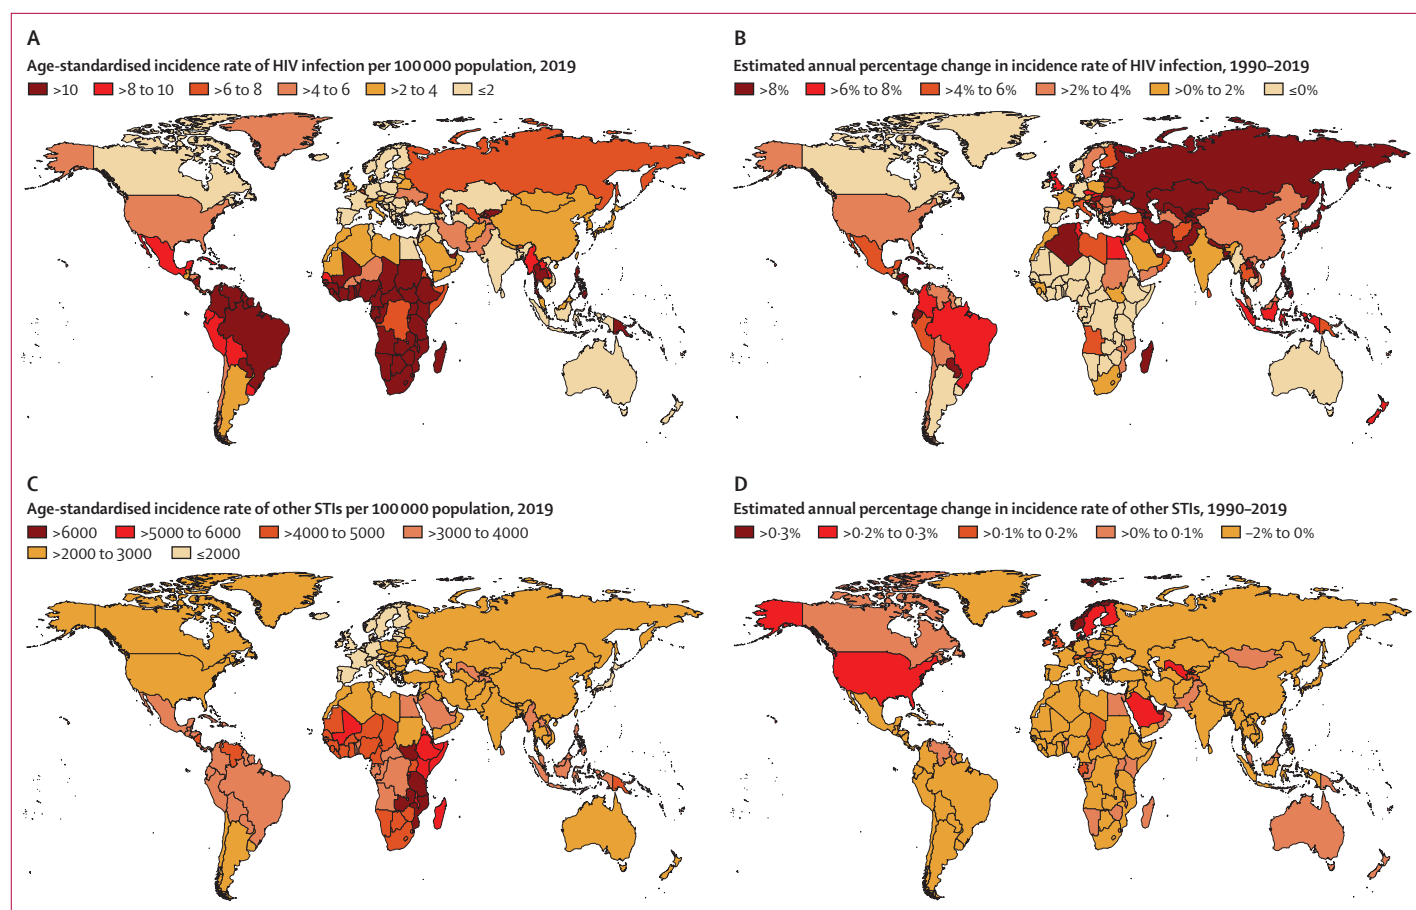 A
Age-standardised incidence rate of HIV infection per 100 000 population, 2019
>10 >8 to 10 >6 to 8 >4 to 6 >2 to 4 ≤2
B
Estimated annual percentage change in incidence rate of HIV infection, 1990–2019
>8% >6% to 8% >4% to 6% >2% to 4% >0% to 2% ≤0%
C
Age-standardised incidence rate of other STIs per 100 000 population, 2019
>6000 >5000 to 6000 >4000 to 5000 >3000 to 4000
>2000 to 3000 ≤2000
D
Estimated annual percentage change in incidence rate of other STIs, 1990–2019
>0·3% >0·2% to 0·3% >0·1% to 0·2% >0% to 0·1% –2% to 0%